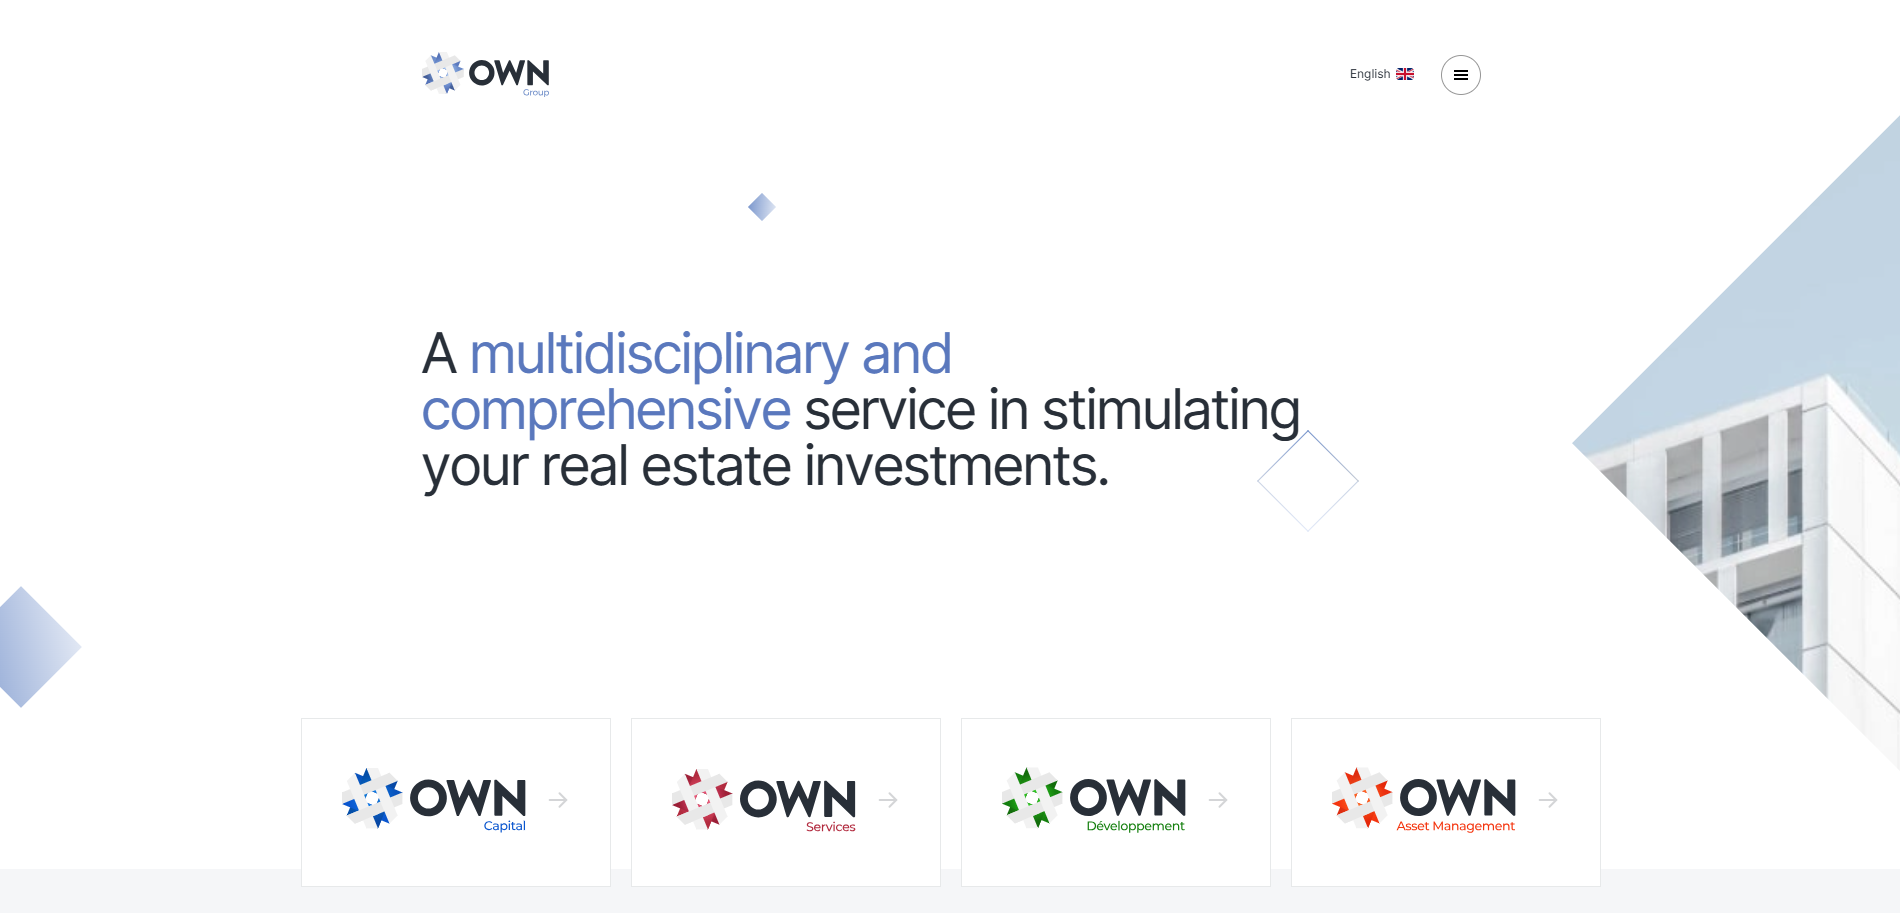 OWN
Group
English
A multidisciplinary and
comprehensive service in stimulating
your real estate investments.
OWN
Capital
OWN
Services
OWN
Développement
OWN
Asset Management